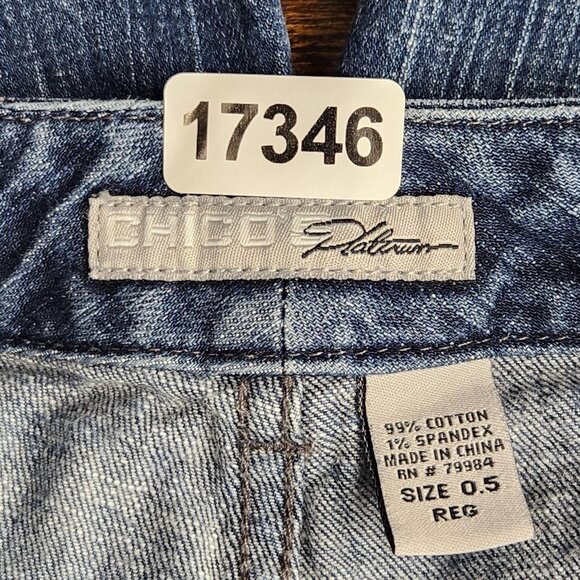 17346
CHICO'S Platinum
99% COTTON
1% SPANDEX
MADE IN CHINA
RN # 79984
SIZE 0.5
REG